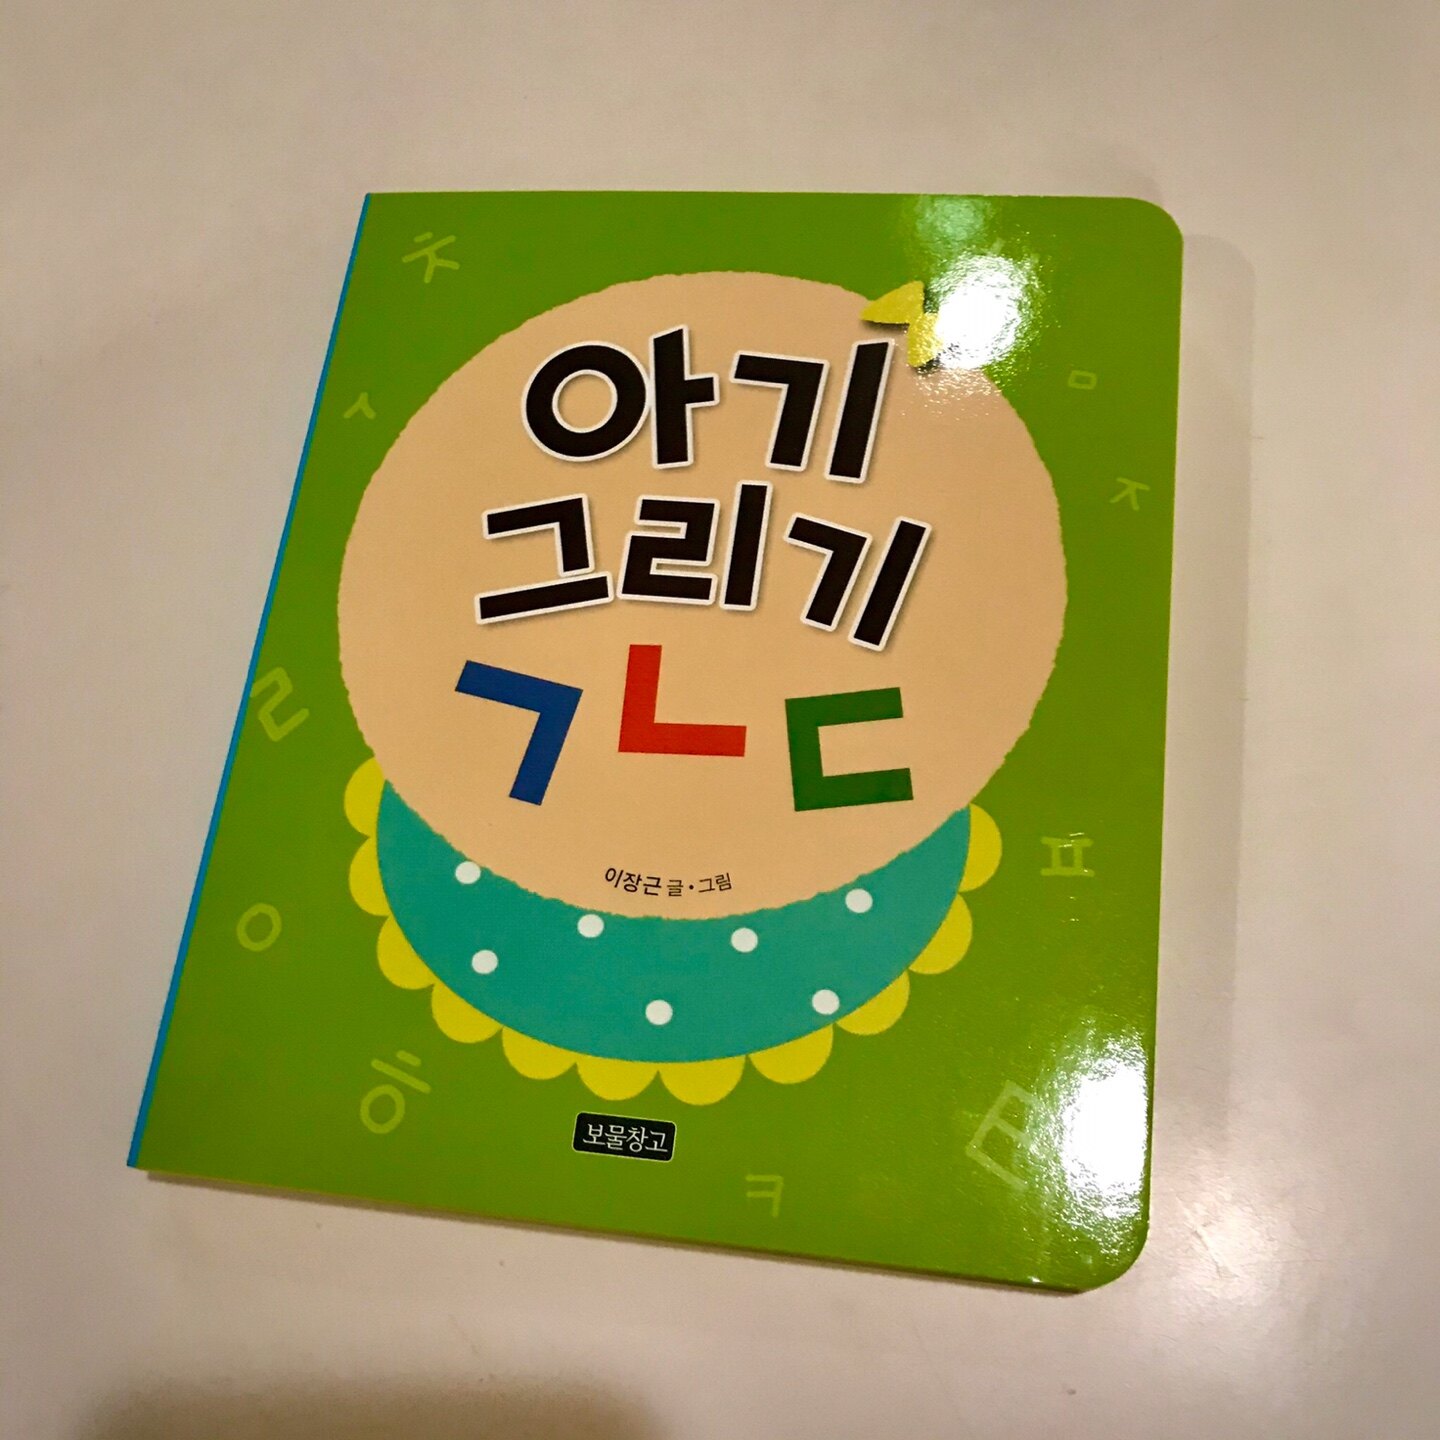 아기
그리기
ㄱㄴㄷ
이장근 글·그림
보물창고
ㅊ
ㅅ
ㅁ
ㅈ
ㄹ
ㅍ
ㅇ
ㅎ
ㅌ
ㅋ